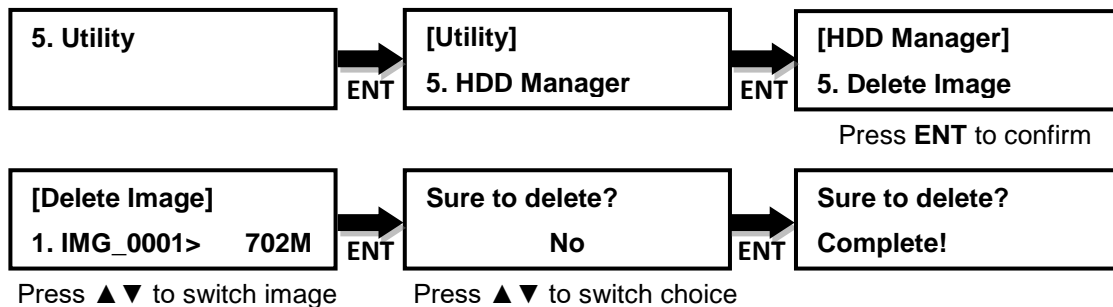 5. Utility
ENT
[Utility]
5. HDD Manager
ENT
[HDD Manager]
5. Delete Image
Press ENT to confirm
[Delete Image]
1. IMG_0001> 702M
ENT
Sure to delete?
No
ENT
Sure to delete?
Complete!
Press ▲▼ to switch image
Press ▲▼ to switch choice